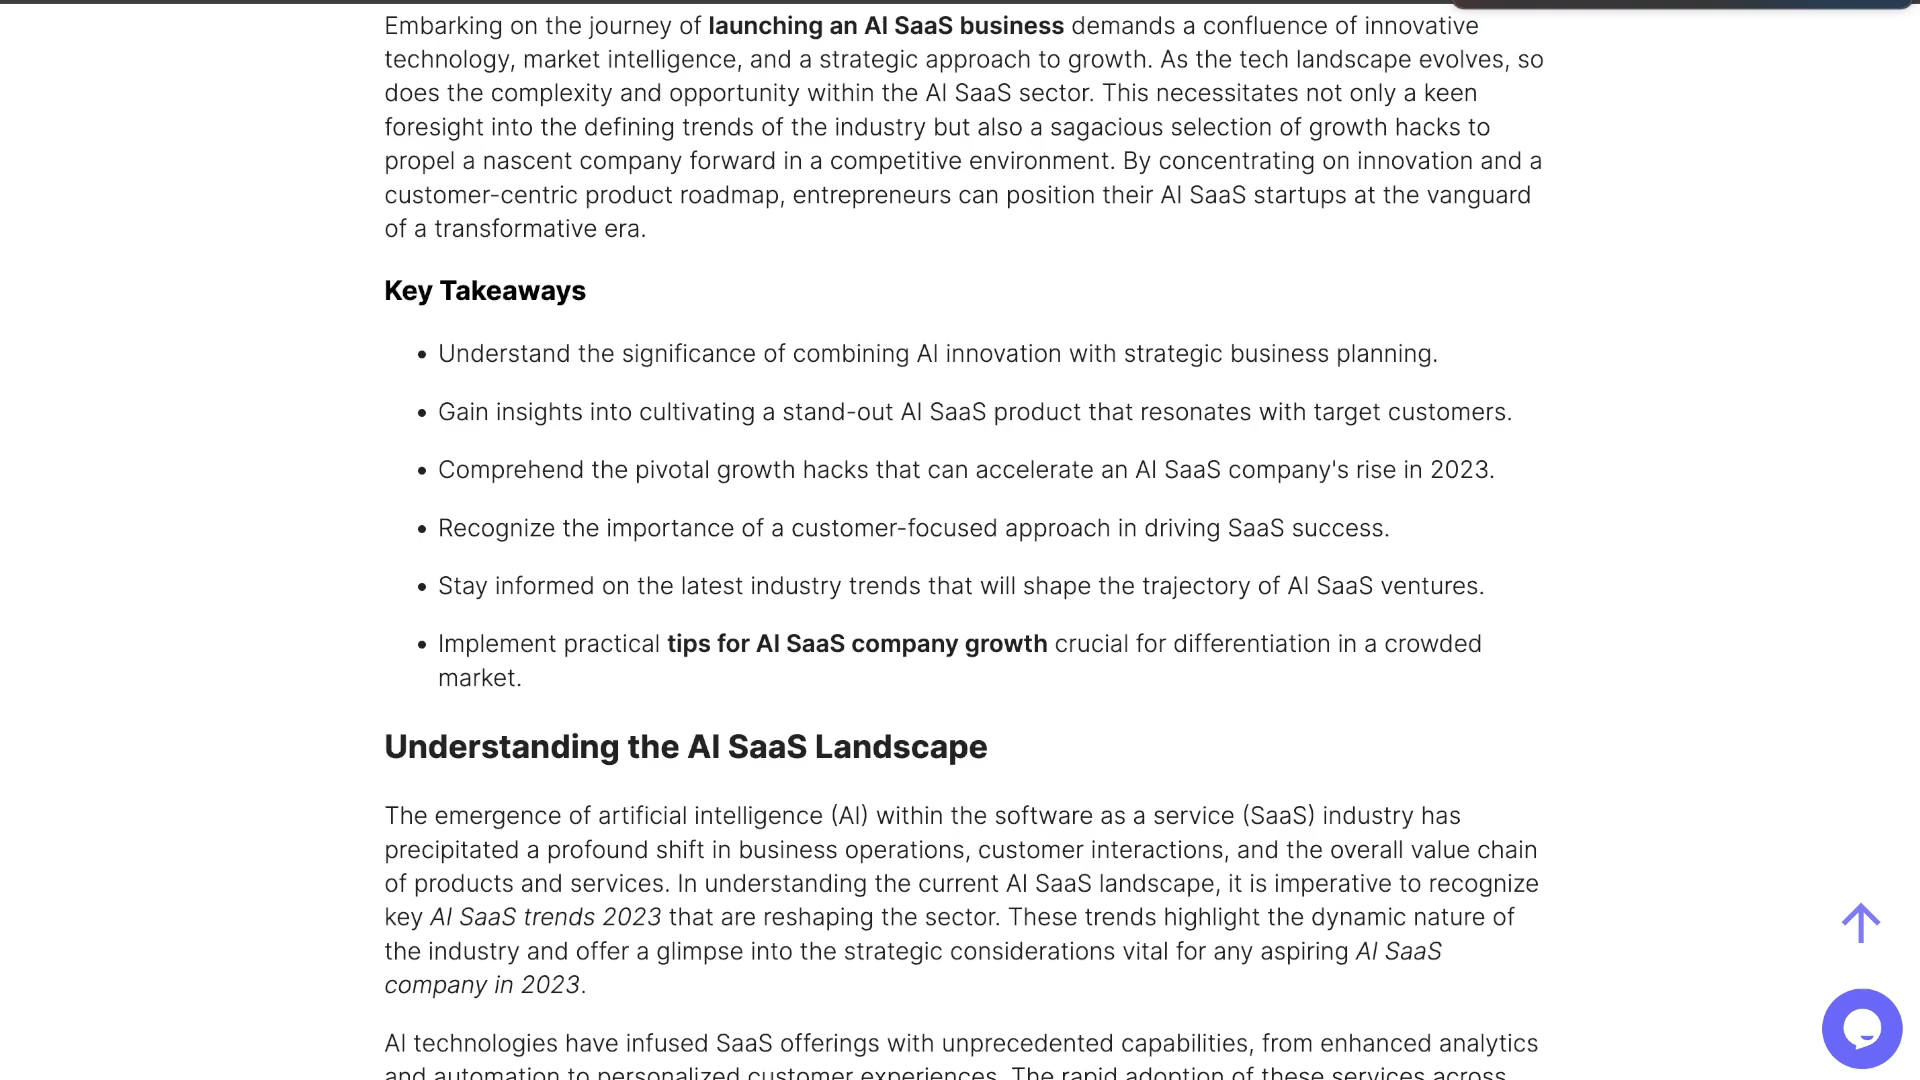 Embarking on the journey of launching an AI SaaS business demands a confluence of innovative
technology, market intelligence, and a strategic approach to growth. As the tech landscape evolves, so
does the complexity and opportunity within the AI SaaS sector. This necessitates not only a keen
foresight into the defining trends of the industry but also a sagacious selection of growth hacks to
propel a nascent company forward in a competitive environment. By concentrating on innovation and a
customer-centric product roadmap, entrepreneurs can position their AI SaaS startups at the vanguard
of a transformative era.
Key Takeaways
• Understand the significance of combining AI innovation with strategic business planning.
• Gain insights into cultivating a stand-out AI SaaS product that resonates with target customers.
• Comprehend the pivotal growth hacks that can accelerate an AI SaaS company's rise in 2023.
• Recognize the importance of a customer-focused approach in driving SaaS success.
• Stay informed on the latest industry trends that will shape the trajectory of AI SaaS ventures.
• Implement practical tips for AI SaaS company growth crucial for differentiation in a crowded
market.
Understanding the AI SaaS Landscape
The emergence of artificial intelligence (AI) within the software as a service (SaaS) industry has
precipitated a profound shift in business operations, customer interactions, and the overall value chain
of products and services. In understanding the current AI SaaS landscape, it is imperative to recognize
key AI SaaS trends 2023 that are reshaping the sector. These trends highlight the dynamic nature of
the industry and offer a glimpse into the strategic considerations vital for any aspiring AI SaaS
company in 2023.
AI technologies have infused SaaS offerings with unprecedented capabilities, from enhanced analytics
and automation to personalized customer experiences. The rapid adoption of these services across